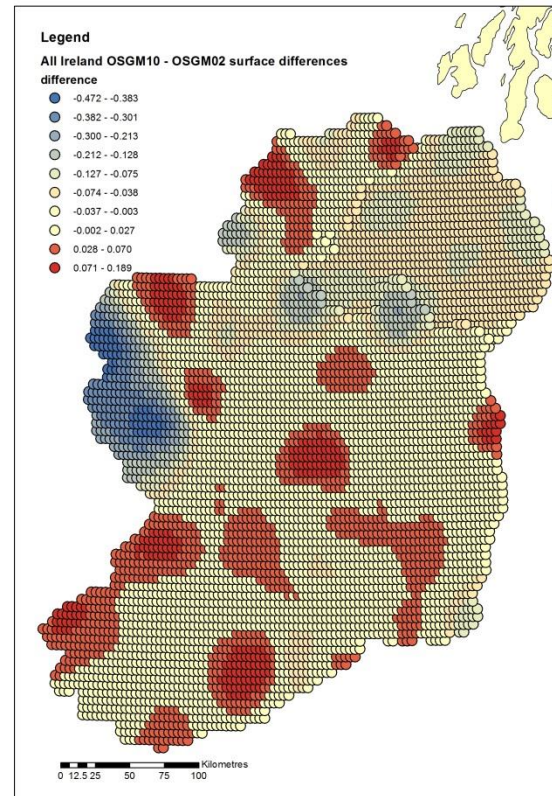 Legend
All Ireland OSGM10 - OSGM02 surface differences
difference
-0.472 - -0.383
-0.382 - -0.301
-0.300 - -0.213
-0.212 - -0.128
-0.127 - -0.075
-0.074 - -0.038
-0.037 - -0.003
-0.002 - 0.027
0.028 - 0.070
0.071 - 0.189
Kilometres
0 12.5 25 50 75 100